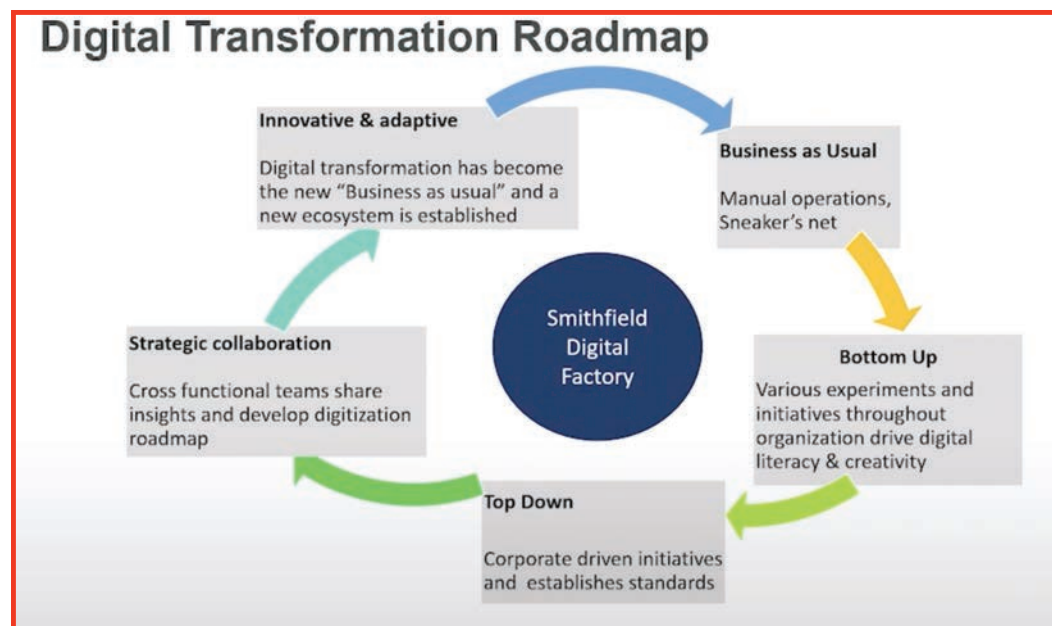 Digital Transformation Roadmap
Innovative & adaptive
Digital transformation has become
the new “Business as usual” and a
new ecosystem is established
Business as Usual
Manual operations,
Sneaker’s net
Bottom Up
Various experiments and
initiatives throughout
organization drive digital
literacy & creativity
Top Down
Corporate driven initiatives
and establishes standards
Strategic collaboration
Cross functional teams share
insights and develop digitization
roadmap
Smithfield
Digital
Factory